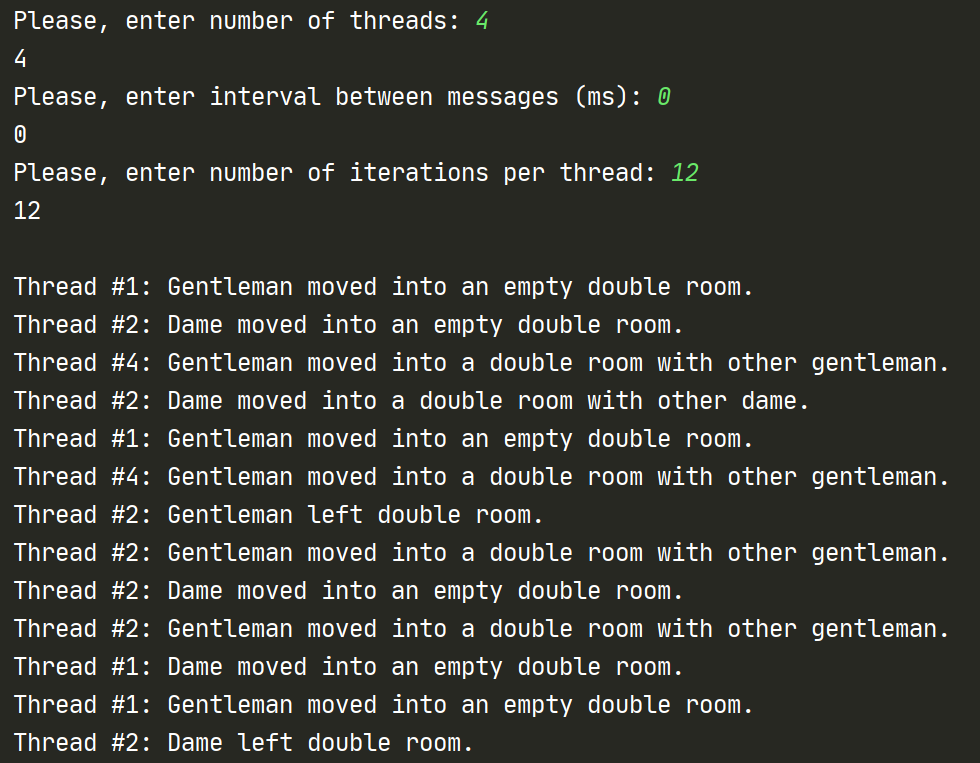 Please, enter number of threads: 4
4
Please, enter interval between messages (ms): 0
0
Please, enter number of iterations per thread: 12
12
Thread #1: Gentleman moved into an empty double room.
Thread #2: Dame moved into an empty double room.
Thread #4: Gentleman moved into a double room with other gentleman.
Thread #2: Dame moved into a double room with other dame.
Thread #1: Gentleman moved into an empty double room.
Thread #4: Gentleman moved into a double room with other gentleman.
Thread #2: Gentleman left double room.
Thread #2: Gentleman moved into a double room with other gentleman.
Thread #2: Dame moved into an empty double room.
Thread #2: Gentleman moved into a double room with other gentleman.
Thread #1: Dame moved into an empty double room.
Thread #1: Gentleman moved into an empty double room.
Thread #2: Dame left double room.